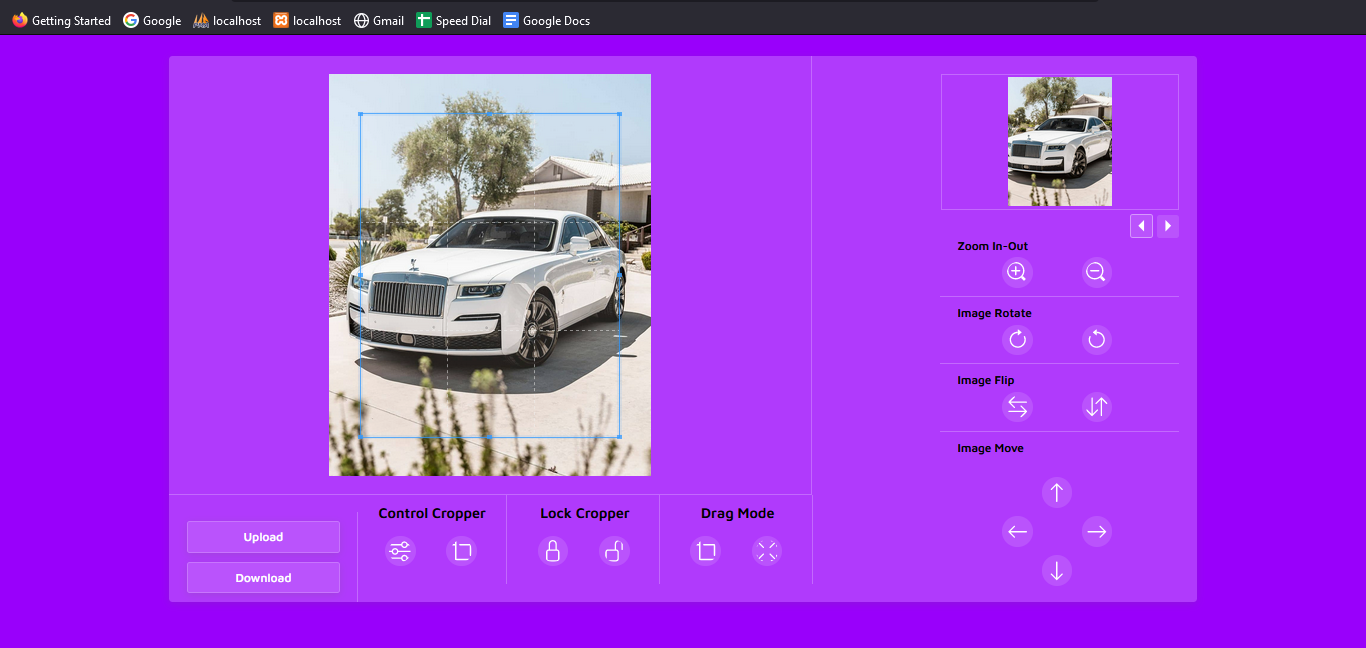 Getting Started Google localhost localhost Gmail Speed Dial Google Docs
Zoom In-Out
Image Rotate
Image Flip
Image Move
Control Cropper Lock Cropper Drag Mode
Upload
Download